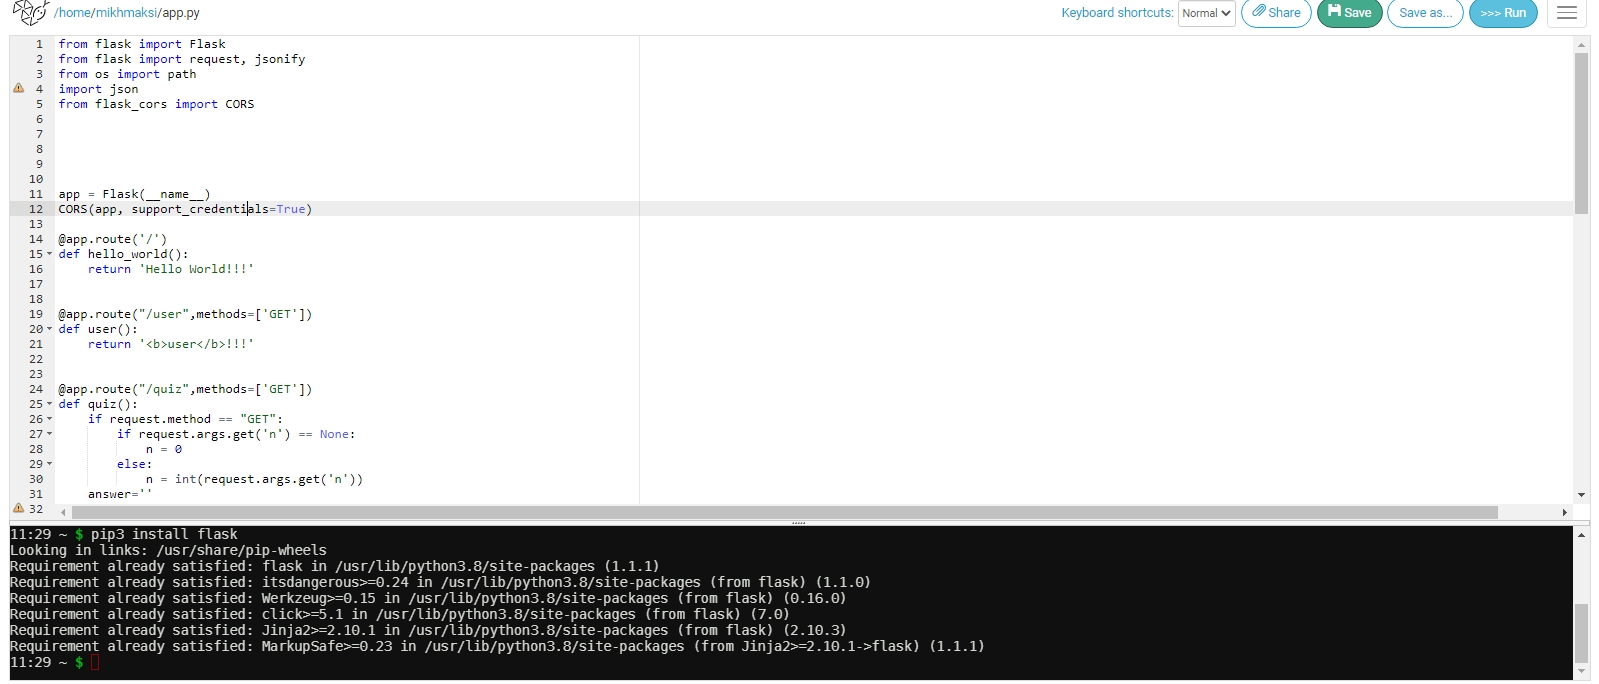 /home/mikhmaksi/app.py Keyboard shortcuts: Normal Share Save Save as... >>> Run
1 from flask import Flask
2 from flask import request, jsonify
3 from os import path
4 import json
5 from flask_cors import CORS
6
7
8
9
10
11 app = Flask(__name__)
12 CORS(app, support_credentials=True)
13
14 @app.route('/')
15 def hello_world():
16 return 'Hello World!!!'
17
18
19 @app.route("/user",methods=['GET'])
20 def user():
21 return '<b>user</b>!!!'
22
23
24 @app.route("/quiz",methods=['GET'])
25 def quiz():
26 if request.method == "GET":
27 if request.args.get('n') == None:
28 n = 0
29 else:
30 n = int(request.args.get('n'))
31 answer=''
32
11:29 ~ $ pip3 install flask
Looking in links: /usr/share/pip-wheels
Requirement already satisfied: flask in /usr/lib/python3.8/site-packages (1.1.1)
Requirement already satisfied: itsdangerous>=0.24 in /usr/lib/python3.8/site-packages (from flask) (1.1.0)
Requirement already satisfied: Werkzeug>=0.15 in /usr/lib/python3.8/site-packages (from flask) (0.16.0)
Requirement already satisfied: click>=5.1 in /usr/lib/python3.8/site-packages (from flask) (7.0)
Requirement already satisfied: Jinja2>=2.10.1 in /usr/lib/python3.8/site-packages (from flask) (2.10.3)
Requirement already satisfied: MarkupSafe>=0.23 in /usr/lib/python3.8/site-packages (from Jinja2>=2.10.1->flask) (1.1.1)
11:29 ~ $